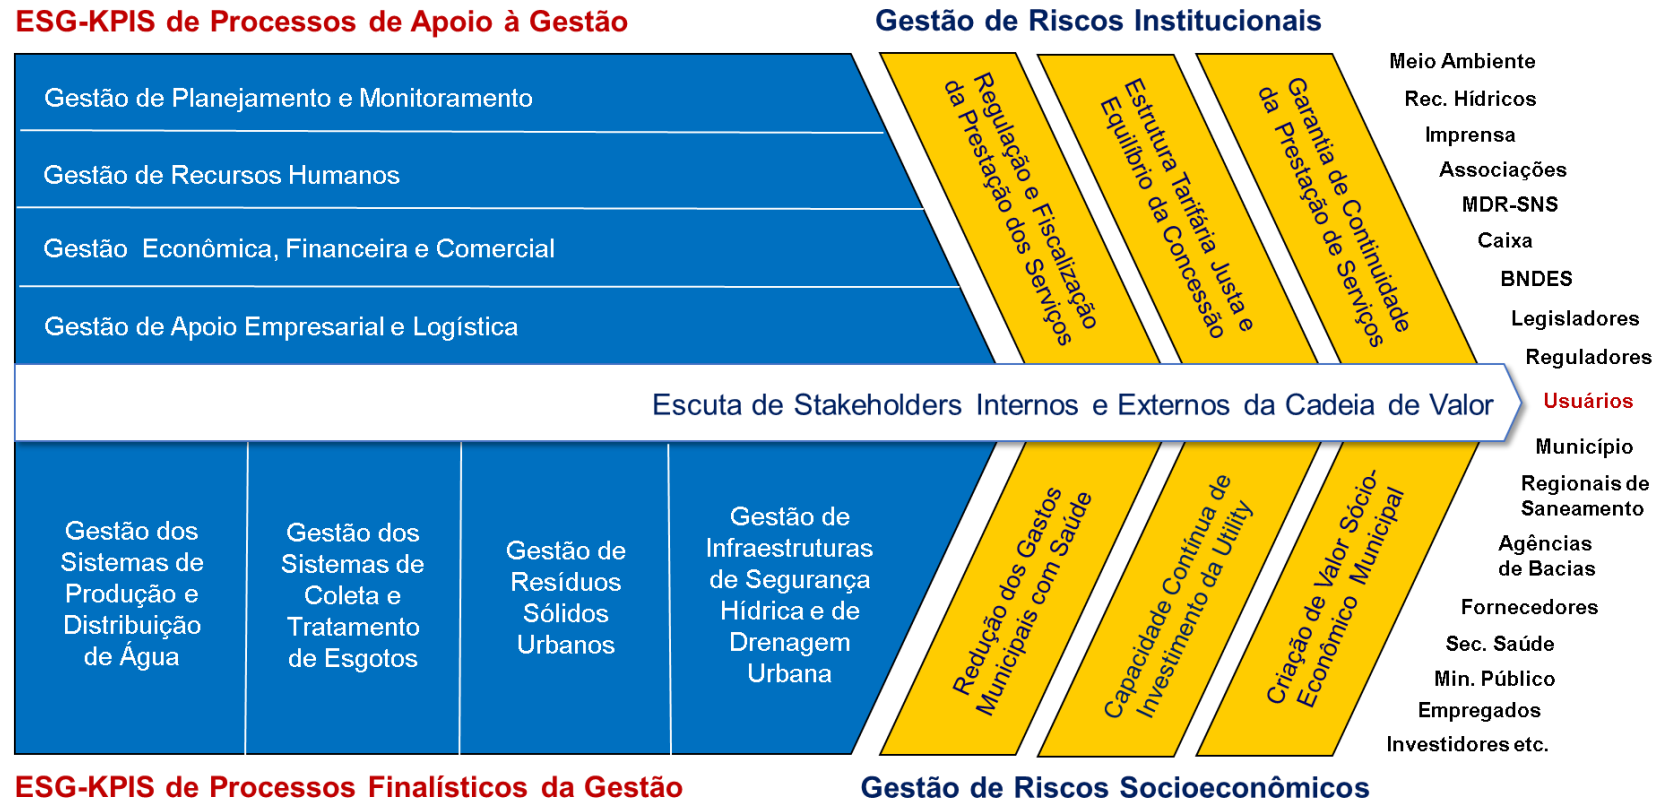 ESG-KPIS de Processos de Apoio à Gestão
Gestão de Riscos Institucionais
Gestão de Planejamento e Monitoramento
Gestão de Recursos Humanos
Gestão Econômica, Financeira e Comercial
Gestão de Apoio Empresarial e Logística
Regulação e Fiscalização
da Prestação dos Serviços
Estrutura Tarifária Justa e
Equilíbrio da Concessão
Garantia de Continuidade
da Prestação de Serviços
Meio Ambiente
Rec. Hídricos
Imprensa
Associações
MDR-SNS
Caixa
BNDES
Legisladores
Reguladores
Escuta de Stakeholders Internos e Externos da Cadeia de Valor
Usuários
Município
Regionais de
Saneamento
Agências
de Bacias
Fornecedores
Sec. Saúde
Min. Público
Empregados
Investidores etc.
Gestão dos
Sistemas de
Produção e
Distribuição
de Água
Gestão dos
Sistemas de
Coleta e
Tratamento
de Esgotos
Gestão de
Resíduos
Sólidos
Urbanos
Gestão de
Infraestruturas
de Segurança
Hídrica e de
Drenagem
Urbana
Redução dos Gastos
Municipais com Saúde
Capacidade Contínua de
Investimento da Utility
Criação de Valor Sócio-
Econômico Municipal
ESG-KPIS de Processos Finalísticos da Gestão
Gestão de Riscos Socioeconômicos